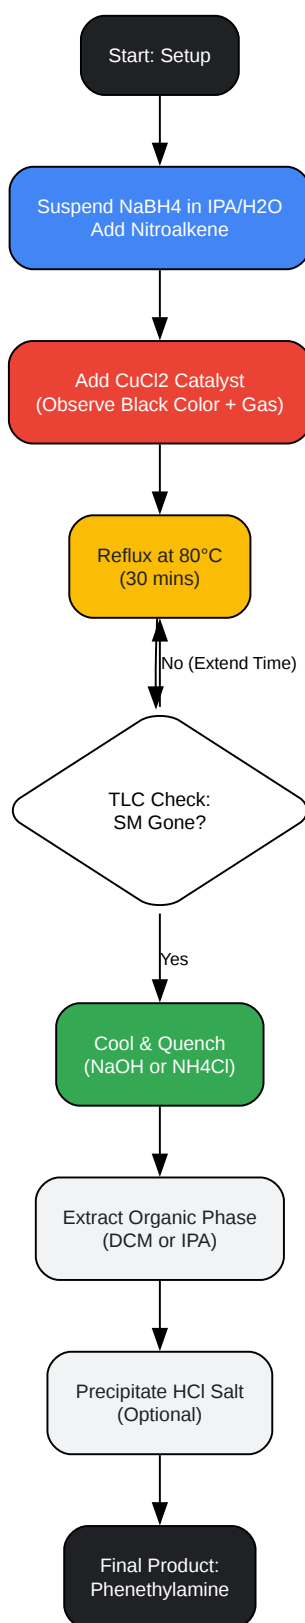 Start: Setup
Suspend NaBH4 in IPA/H2O
Add Nitroalkene
Add CuCl2 Catalyst
(Observe Black Color + Gas)
Reflux at 80°C
(30 mins)
No (Extend Time)
TLC Check:
SM Gone?
Yes
Cool & Quench
(NaOH or NH4Cl)
Extract Organic Phase
(DCM or IPA)
Precipitate HCl Salt
(Optional)
Final Product:
Phenethylamine